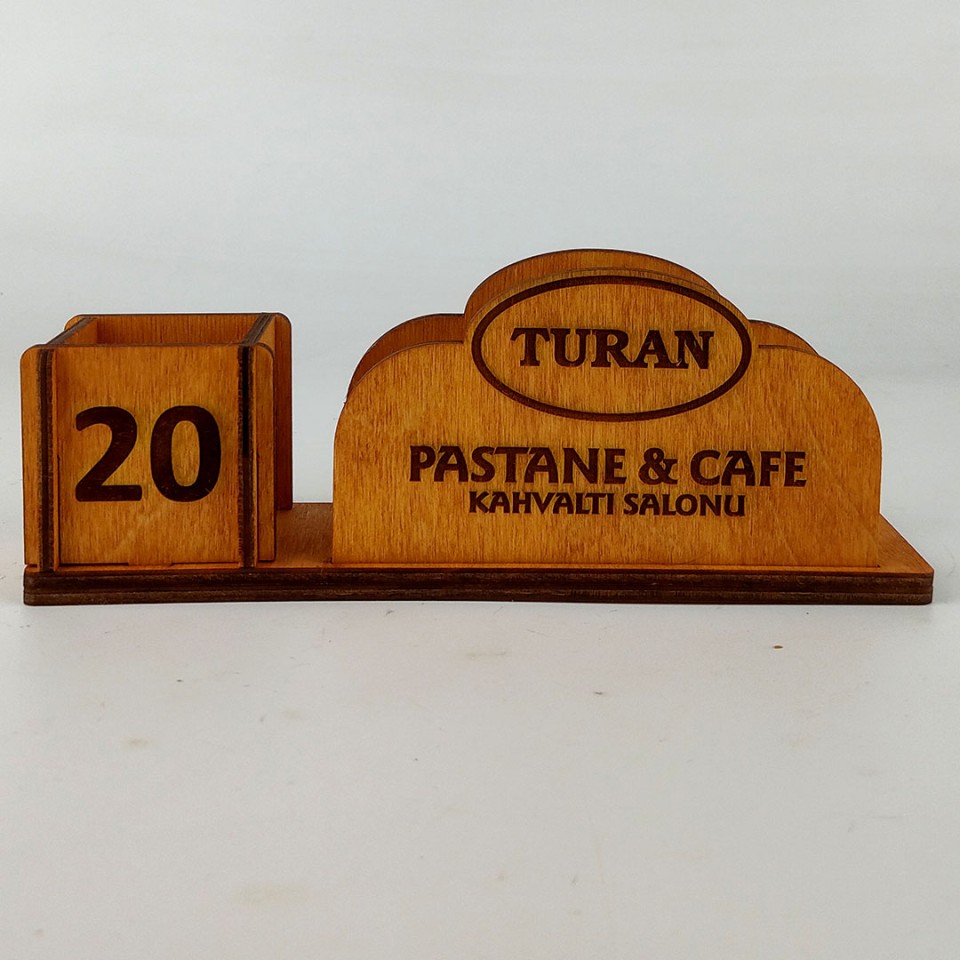 20
TURAN
PASTANE & CAFE
KAHVALTI SALONU